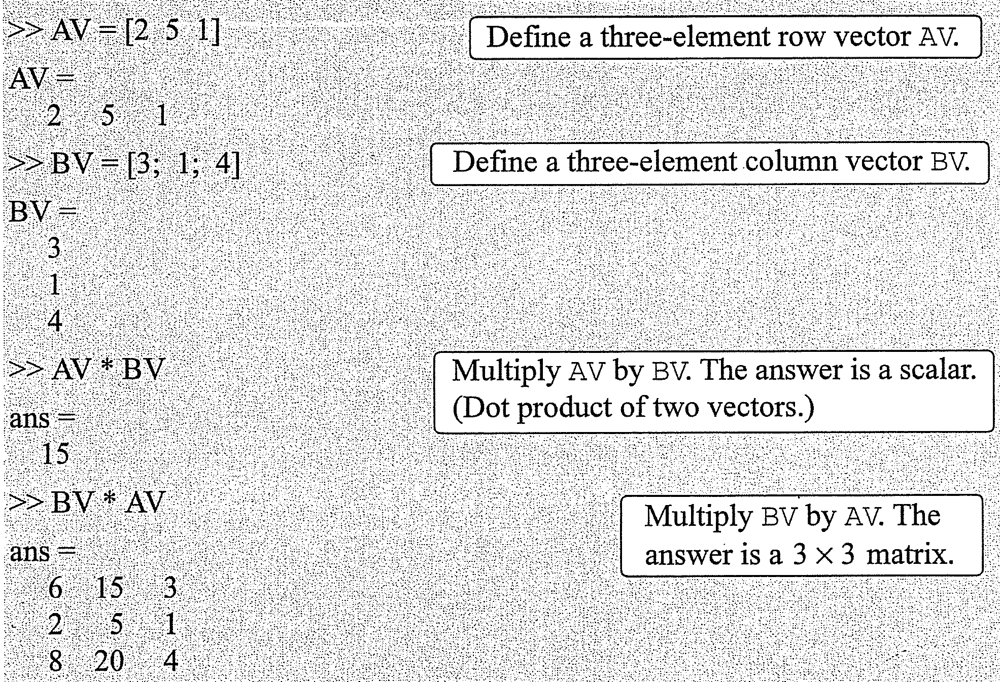 >> AV = [2 5 1]
Define a three-element row vector AV.
AV =
2 5 1
>> BV = [3; 1; 4]
Define a three-element column vector BV.
BV =
3
1
4
>> AV * BV
Multiply AV by BV. The answer is a scalar.
(Dot product of two vectors.)
ans =
15
>> BV * AV
Multiply BV by AV. The
answer is a 3 × 3 matrix.
ans =
6 15 3
2 5 1
8 20 4